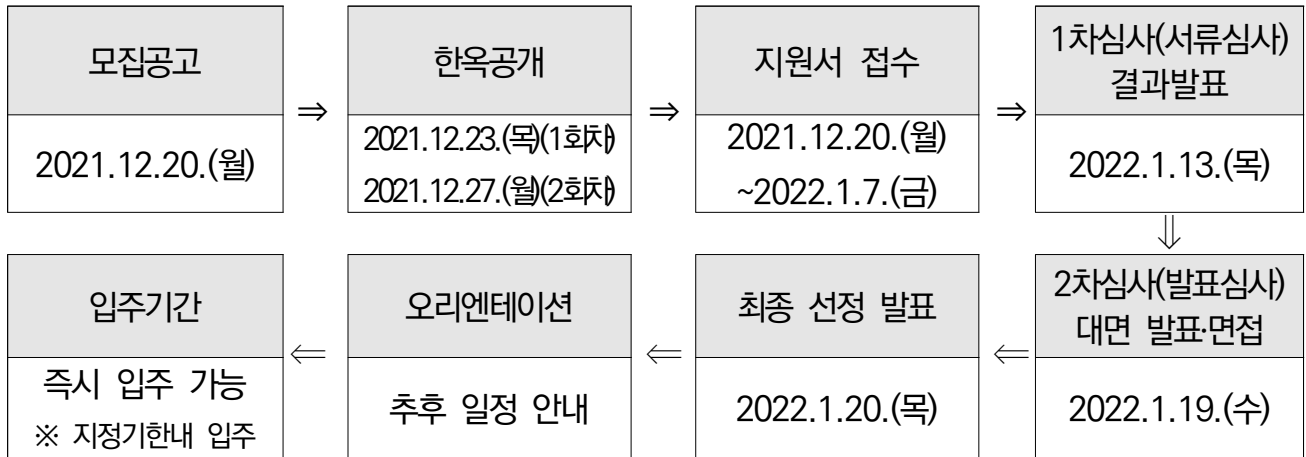 모집공고
2021.12.20.(월)
⇒
한옥공개
2021.12.23.(목)(1회차)
2021.12.27.(월)(2회차)
⇒
지원서 접수
2021.12.20.(월)
~2022.1.7.(금)
⇒
1차심사(서류심사)
결과발표
2022.1.13.(목)
⇓
2차심사(발표심사)
대면 발표·면접
2022.1.19.(수)
⇐
최종 선정 발표
2022.1.20.(목)
⇐
오리엔테이션
추후 일정 안내
⇐
입주기간
즉시 입주 가능
※ 지정기한내 입주